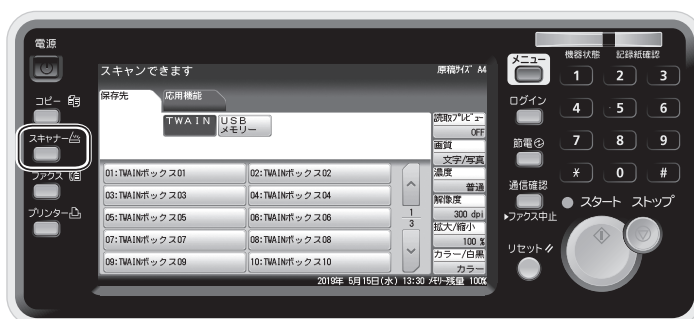 電源
コピー
スキャナー
ファクス
プリンター
スキャンできます
原稿ｻｲｽﾞ A4
保存先
応用機能
TWAIN
USB
メモリー
読取ﾌﾟﾚﾋﾞｭｰ
OFF
画質
文字/写真
濃度
普通
解像度
300 dpi
拡大/縮小
100 %
カラー/白黒
カラー
01:TWAINボックス01
02:TWAINボックス02
03:TWAINボックス03
04:TWAINボックス04
05:TWAINボックス05
06:TWAINボックス06
07:TWAINボックス07
08:TWAINボックス08
09:TWAINボックス09
10:TWAINボックス10
1
3
2019年 5月15日(水) 13:30 ﾒﾓﾘｰ残量 100%
機器状態
記録紙確認
メニュー
ログイン
節電
通信確認
▶ファクス中止
リセット
1 2 3
4 5 6
7 8 9
* 0 #
スタート ストップ